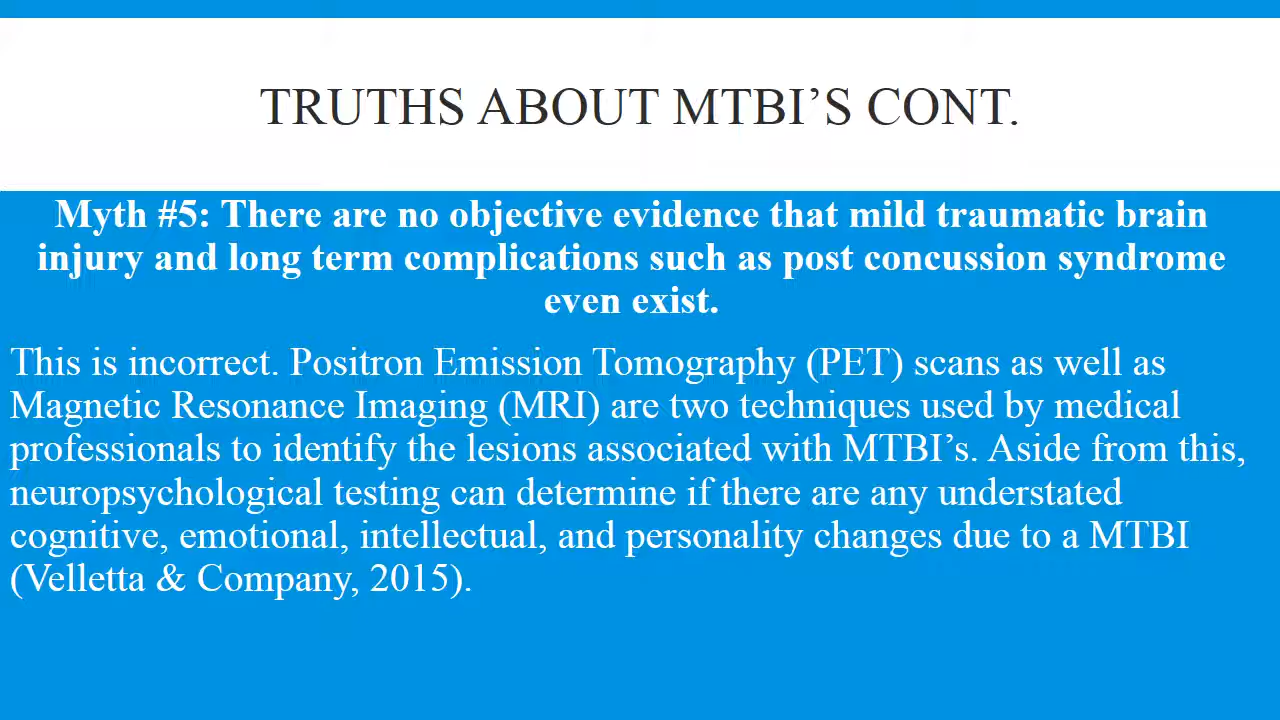 TRUTHS ABOUT MTBI’S CONT.
Myth #5: There are no objective evidence that mild traumatic brain
injury and long term complications such as post concussion syndrome
even exist.
This is incorrect. Positron Emission Tomography (PET) scans as well as
Magnetic Resonance Imaging (MRI) are two techniques used by medical
professionals to identify the lesions associated with MTBI’s. Aside from this,
neuropsychological testing can determine if there are any understated
cognitive, emotional, intellectual, and personality changes due to a MTBI
(Velletta & Company, 2015).